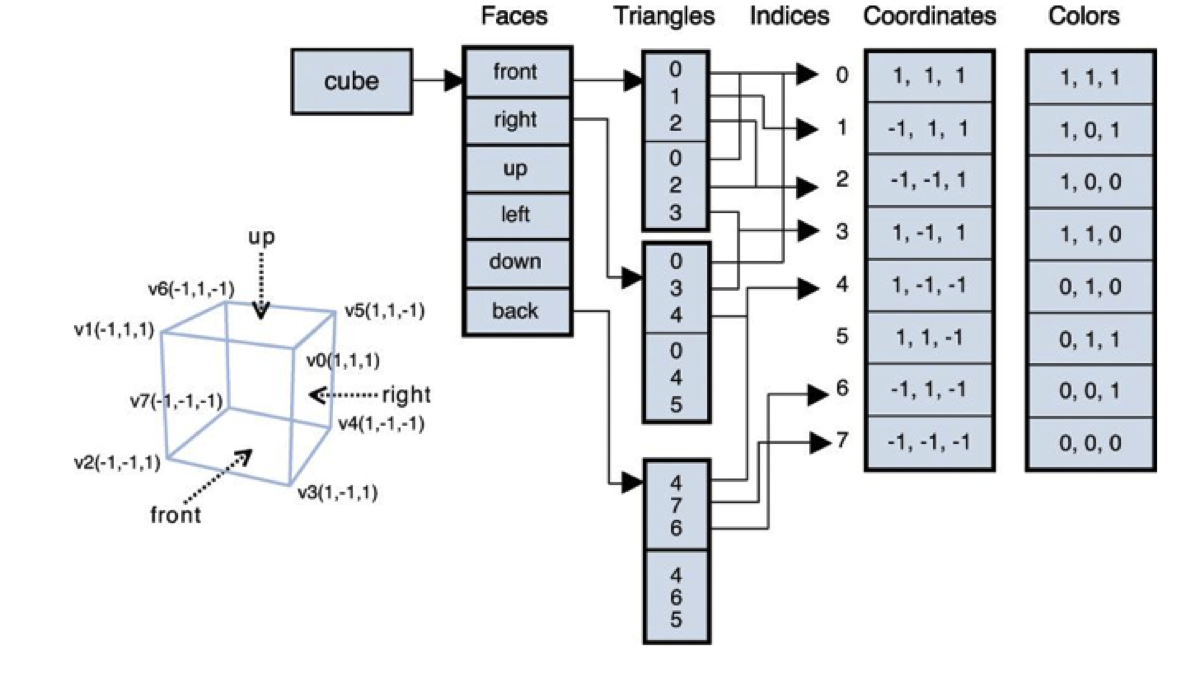 Faces Triangles Indices Coordinates Colors
cube
front
right
up
left
down
back
0
1
2
0
2
3
0
3
4
0
4
5
4
7
6
4
6
5
0 1, 1, 1 1, 1, 1
1 -1, 1, 1 1, 0, 1
2 -1, -1, 1 1, 0, 0
3 1, -1, 1 1, 1, 0
4 1, -1, -1 0, 1, 0
5 1, 1, -1 0, 1, 1
6 -1, 1, -1 0, 0, 1
7 -1, -1, -1 0, 0, 0
up
v6(-1,1,-1)
v5(1,1,-1)
v1(-1,1,1)
v0(1,1,1)
v7(-1,-1,-1)
right
v4(1,-1,-1)
v2(-1,-1,1)
v3(1,-1,1)
front